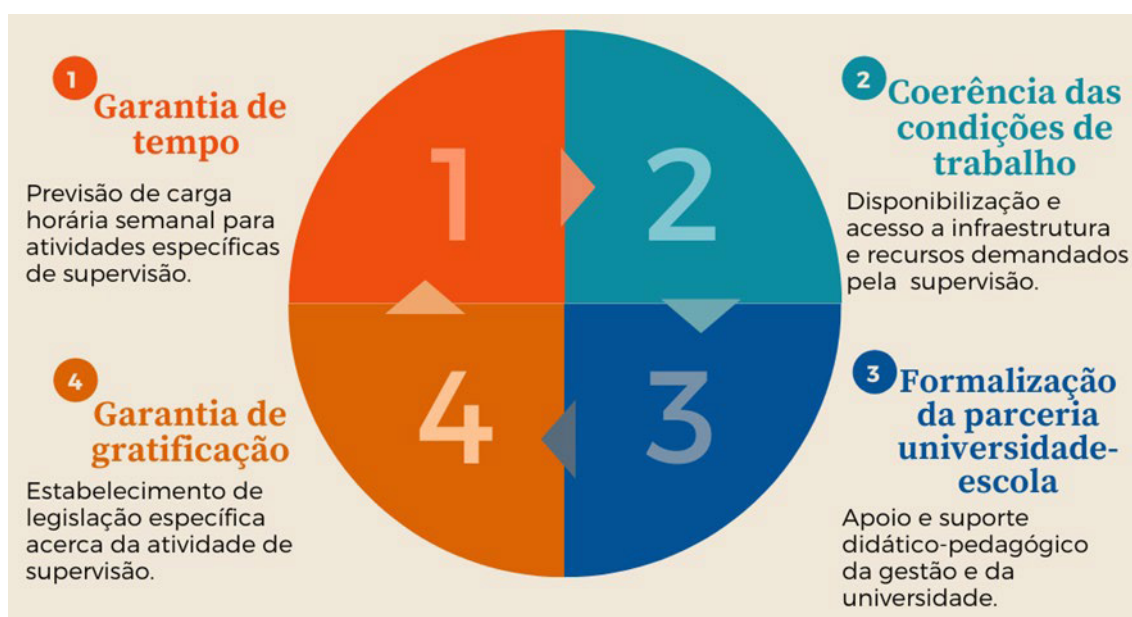 1
Garantia de
tempo
Previsão de carga
horária semanal para
atividades específicas
de supervisão.
2
Coerência das
condições de
trabalho
Disponibilização e
acesso a infraestrutura
e recursos demandados
pela supervisão.
1
2
4
3
4
Garantia de
gratificação
Estabelecimento de
legislação específica
acerca da atividade de
supervisão.
3
Formalização
da parceria
universidade-
escola
Apoio e suporte
didático-pedagógico
da gestão e da
universidade.